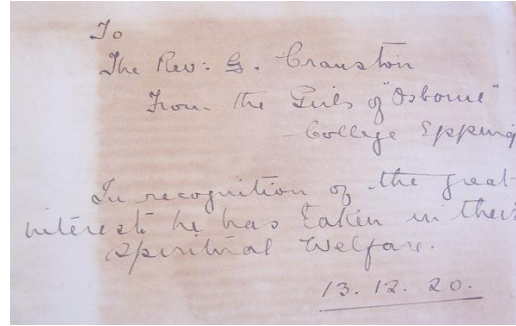 To
The Rev: G. Cranston
From the Girls of "Osborne"
College Epping
In recognition of the great
interest he has taken in their
Spiritual Welfare.
13. 12. 20.